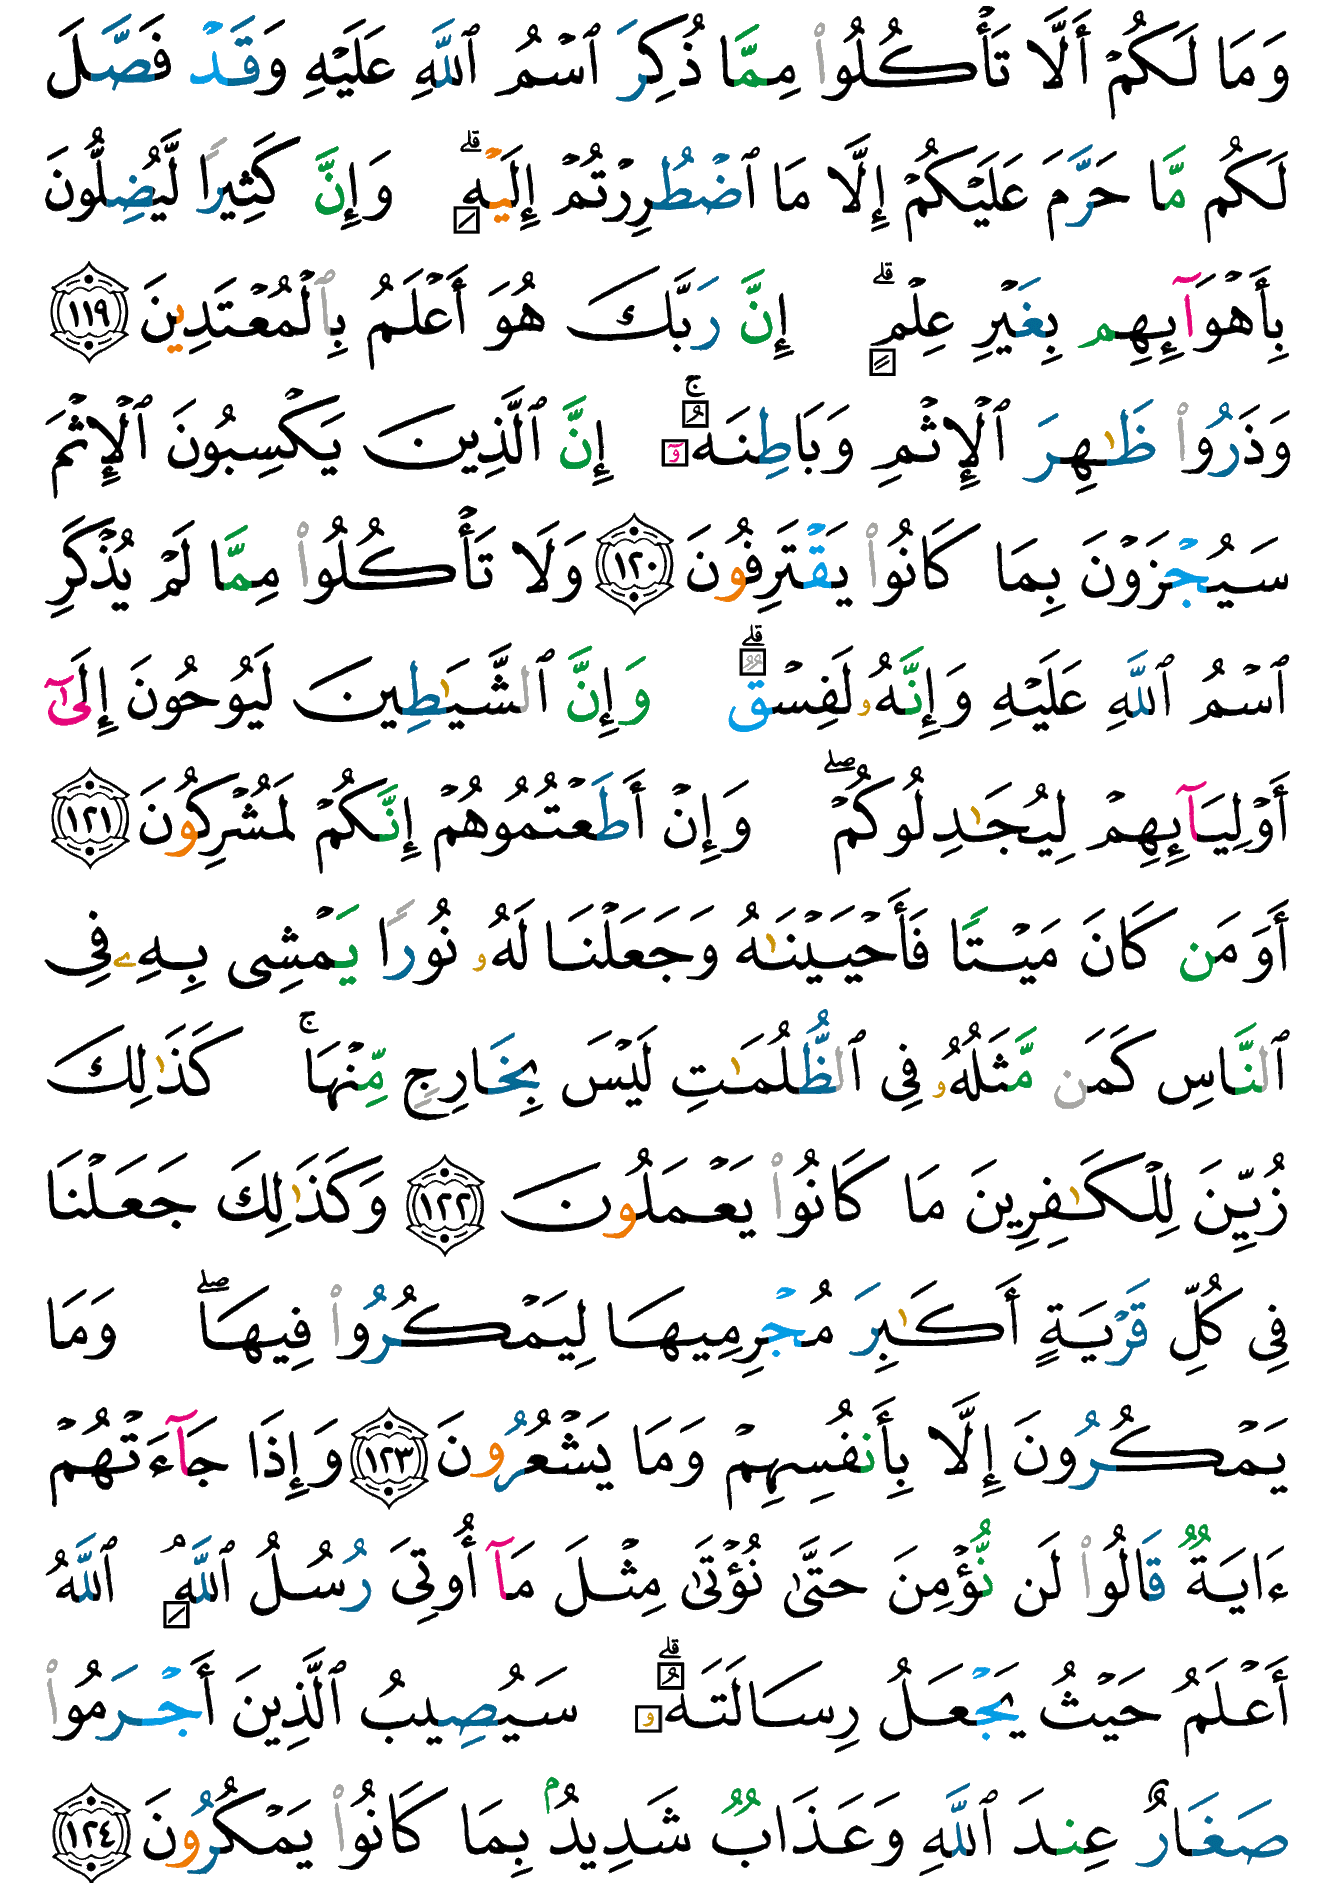 وَمَا لَكُمْ أَلَّا تَأْكُلُوا۟ مِمَّا ذُكِرَ ٱسْمُ ٱللَّهِ عَلَيْهِ وَقَدْ فَصَّلَ
لَكُم مَّا حَرَّمَ عَلَيْكُمْ إِلَّا مَا ٱضْطُرِرْتُمْ إِلَيْهِ ۗ وَإِنَّ كَثِيرًا لَّيُضِلُّونَ
بِأَهْوَآئِهِم بِغَيْرِ عِلْمٍ ۗ إِنَّ رَبَّكَ هُوَ أَعْلَمُ بِٱلْمُعْتَدِينَ ١١٩
وَذَرُوا۟ ظَـٰهِرَ ٱلْإِثْمِ وَبَاطِنَهُۥٓ ۚ إِنَّ ٱلَّذِينَ يَكْسِبُونَ ٱلْإِثْمَ
سَيُجْزَوْنَ بِمَا كَانُوا۟ يَقْتَرِفُونَ ١٢٠ وَلَا تَأْكُلُوا۟ مِمَّا لَمْ يُذْكَرِ
ٱسْمُ ٱللَّهِ عَلَيْهِ وَإِنَّهُۥ لَفِسْقٌ ۗ وَإِنَّ ٱلشَّيَـٰطِينَ لَيُوحُونَ إِلَىٰٓ
أَوْلِيَآئِهِمْ لِيُجَـٰدِلُوكُمْ ۖ وَإِنْ أَطَعْتُمُوهُمْ إِنَّكُمْ لَمُشْرِكُونَ ١٢١
أَوَمَن كَانَ مَيْتًا فَأَحْيَيْنَـٰهُ وَجَعَلْنَا لَهُۥ نُورًا يَمْشِى بِهِۦ فِى
ٱلنَّاسِ كَمَن مَّثَلُهُۥ فِى ٱلظُّلُمَـٰتِ لَيْسَ بِخَارِجٍ مِّنْهَا ۚ كَذَٰلِكَ
زُيِّنَ لِلْكَـٰفِرِينَ مَا كَانُوا۟ يَعْمَلُونَ ١٢٢ وَكَذَٰلِكَ جَعَلْنَا
فِى كُلِّ قَرْيَةٍ أَكَـٰبِرَ مُجْرِمِيهَا لِيَمْكُرُوا۟ فِيهَا ۖ وَمَا
يَمْكُرُونَ إِلَّا بِأَنفُسِهِمْ وَمَا يَشْعُرُونَ ١٢٣ وَإِذَا جَآءَتْهُمْ
ءَايَةٌ قَالُوا۟ لَن نُّؤْمِنَ حَتَّىٰ نُؤْتَىٰ مِثْلَ مَآ أُوتِىَ رُسُلُ ٱللَّهِ ۘ ٱللَّهُ
أَعْلَمُ حَيْثُ يَجْعَلُ رِسَالَتَهُۥ ۗ سَيُصِيبُ ٱلَّذِينَ أَجْرَمُوا۟
صَغَارٌ عِندَ ٱللَّهِ وَعَذَابٌ شَدِيدٌۢ بِمَا كَانُوا۟ يَمْكُرُونَ ١٢٤